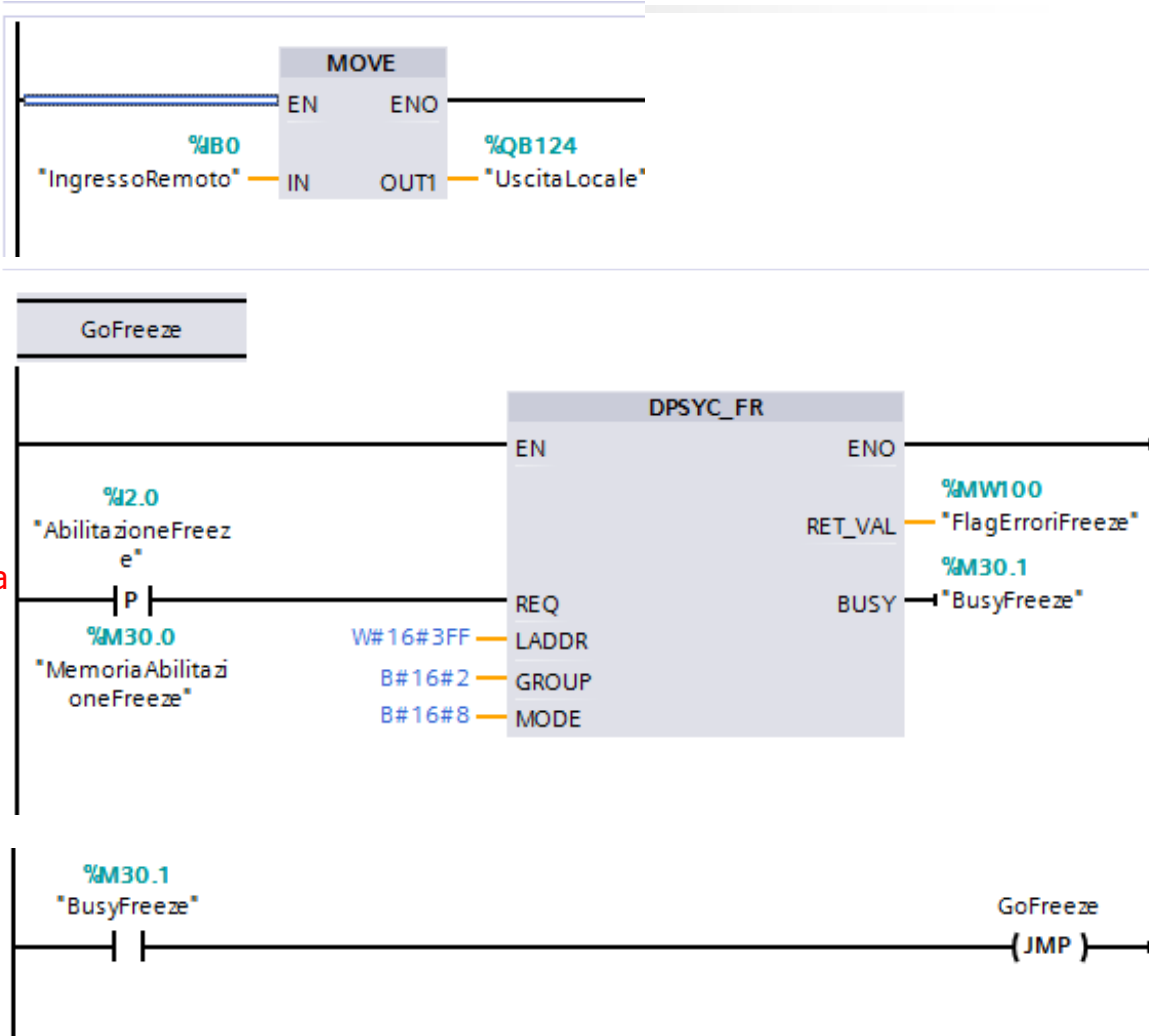 MOVE
EN ENO
%IB0 %QB124
"IngressoRemoto" IN OUT1 "UscitaLocale"
GoFreeze
DPSYC_FR
EN ENO
%I2.0 %MW100
"AbilitazioneFreez RET_VAL "FlagErroriFreeze"
e" %M30.1
a
P REQ BUSY "BusyFreeze"
%M30.0 W#16#3FF LADDR
"MemoriaAbilitazi B#16#2 GROUP
oneFreeze" B#16#8 MODE
%M30.1
"BusyFreeze" GoFreeze
( JMP )